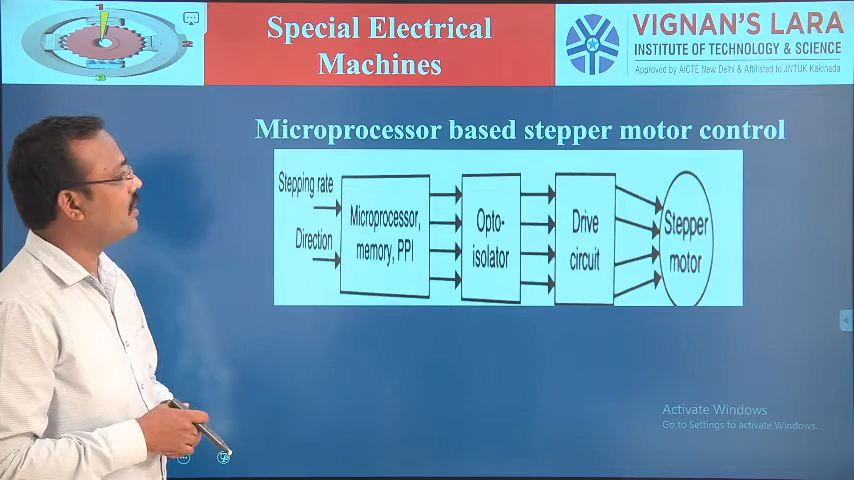 Special Electrical
Machines
VIGNAN'S LARA
INSTITUTE OF TECHNOLOGY & SCIENCE
Approved by AICTE New Delhi & Affiliated to JNTUK Kakinada
Microprocessor based stepper motor control
Stepping rate
Direction
Microprocessor,
memory, PPI
Opto-
isolator
Drive
circuit
Stepper
motor
Activate Windows
Go to Settings to activate Windows.